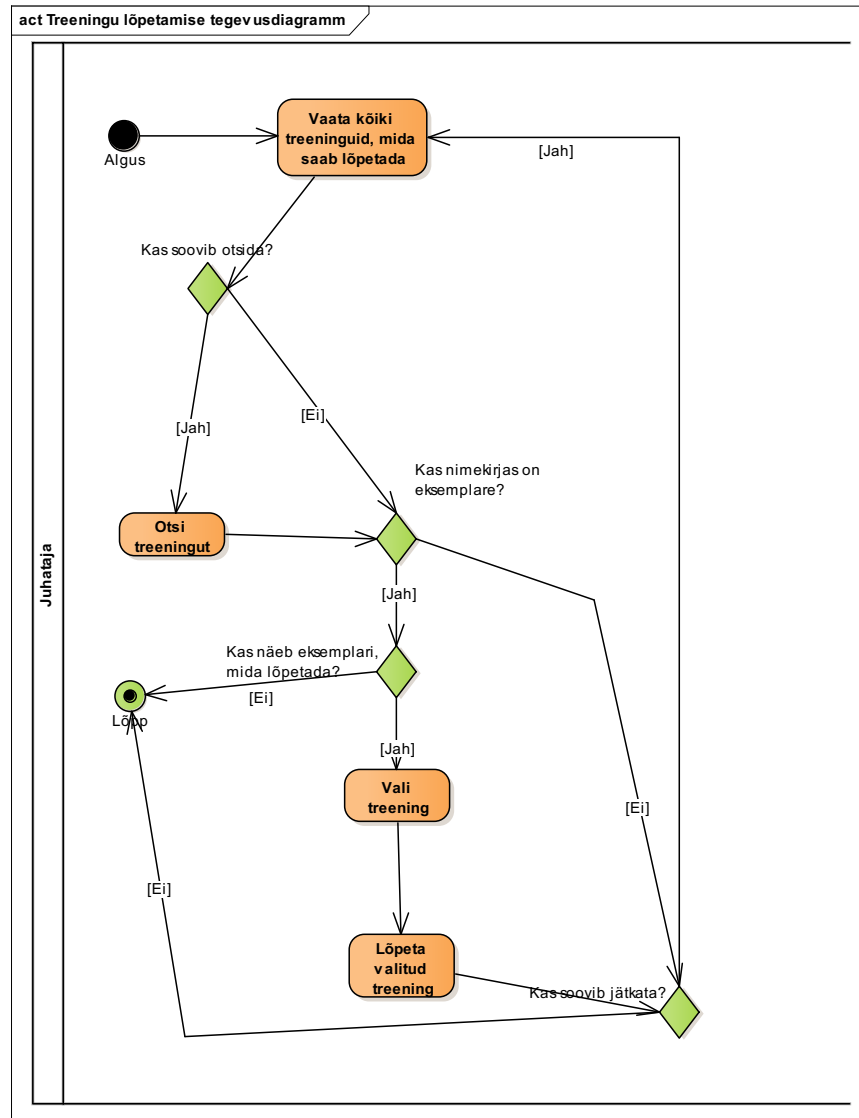 act Treeningu lõpetamise tegevusdiagramm
Juhataja
Algus
Vaata kõiki
treeninguid, mida
saab lõpetada
[Jah]
Kas soovib otsida?
[Jah]
[Ei]
Kas nimekirjas on
eksemplare?
Otsi
treeningut
[Jah]
Kas näeb eksemplari,
mida lõpetada?
[Ei]
Lõpp
[Jah]
Vali
treening
[Ei]
[Ei]
Lõpeta
valitud
treening
Kas soovib jätkata?